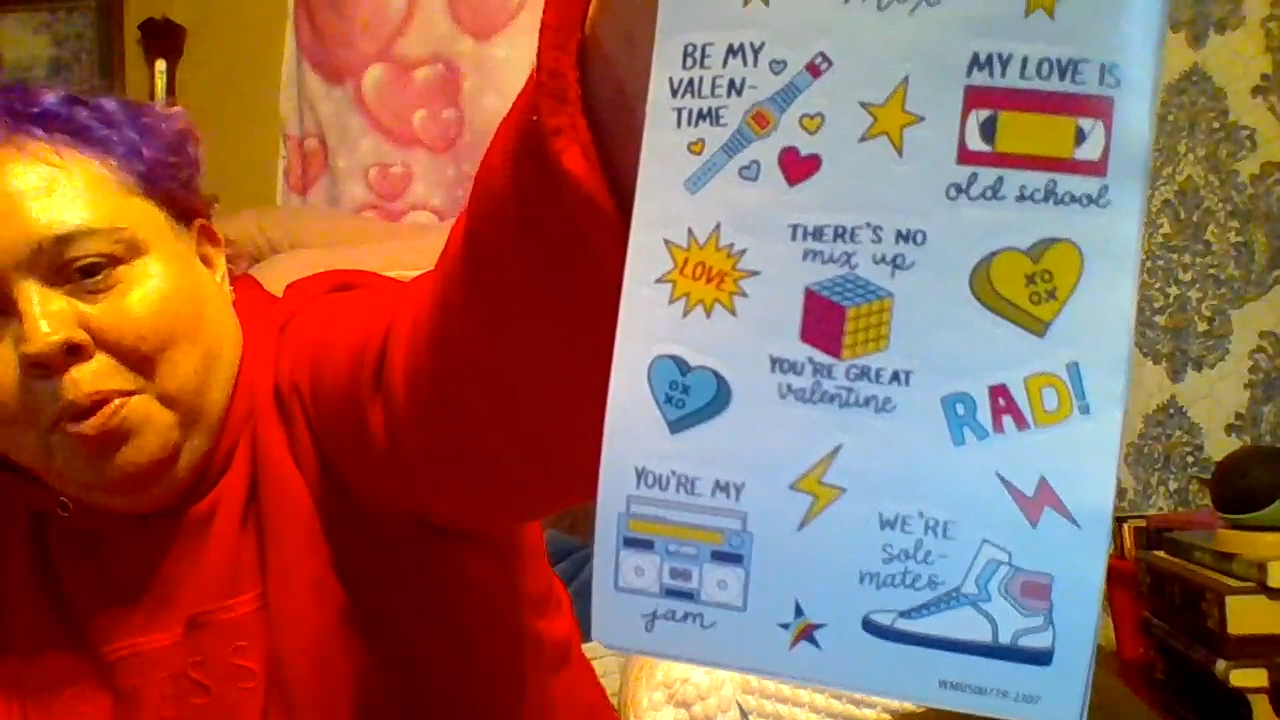 BE MY
VALEN-
TIME
MY LOVE IS
old school
LOVE
THERE'S NO
mix up
YOU'RE GREAT
valentine
XO
OX
OX
XO
RAD!
YOU'RE MY
jam
WE'RE
sole-
mates